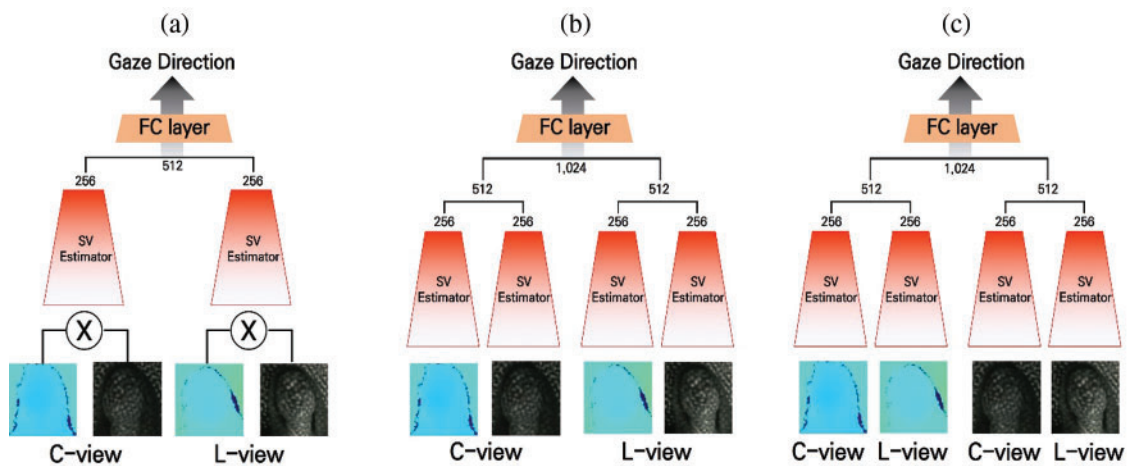 (a)
Gaze Direction
FC layer
512
256
256
SV
Estimator
SV
Estimator
X
X
C-view
L-view
(b)
Gaze Direction
FC layer
1,024
512
512
256
256
256
256
SV
Estimator
SV
Estimator
SV
Estimator
SV
Estimator
C-view
L-view
(c)
Gaze Direction
FC layer
1,024
512
512
256
256
256
256
SV
Estimator
SV
Estimator
SV
Estimator
SV
Estimator
C-view
L-view
C-view
L-view